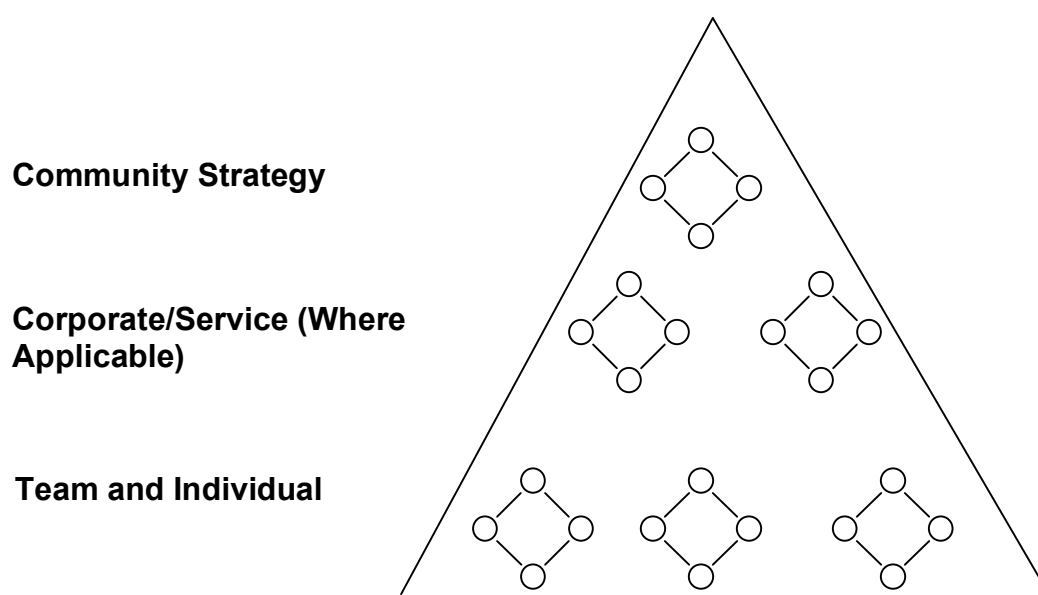 Community Strategy
Corporate/Service (Where
Applicable)
Team and Individual